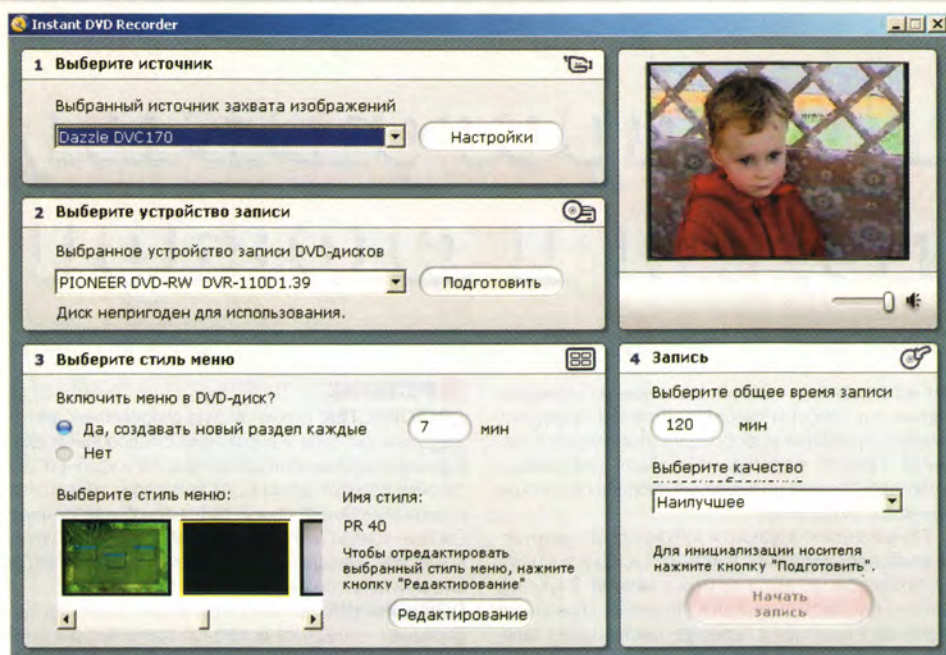 Instant DVD Recorder
1 Выберите источник
Выбранный источник захвата изображений
Dazzle DVC170
Настройки
2 Выберите устройство записи
Выбранное устройство записи DVD-дисков
PIONEER DVD-RW DVR-110D1.39
Подготовить
Диск непригоден для использования.
3 Выберите стиль меню
Включить меню в DVD-диск?
Да, создавать новый раздел каждые 7 мин
Нет
Выберите стиль меню:
Имя стиля:
PR 40
Чтобы отредактировать
выбранный стиль меню, нажмите
кнопку "Редактирование"
Редактирование
4 Запись
Выберите общее время записи
120 мин
Выберите качество
Наилучшее
Для инициализации носителя
нажмите кнопку "Подготовить".
Начать
запись